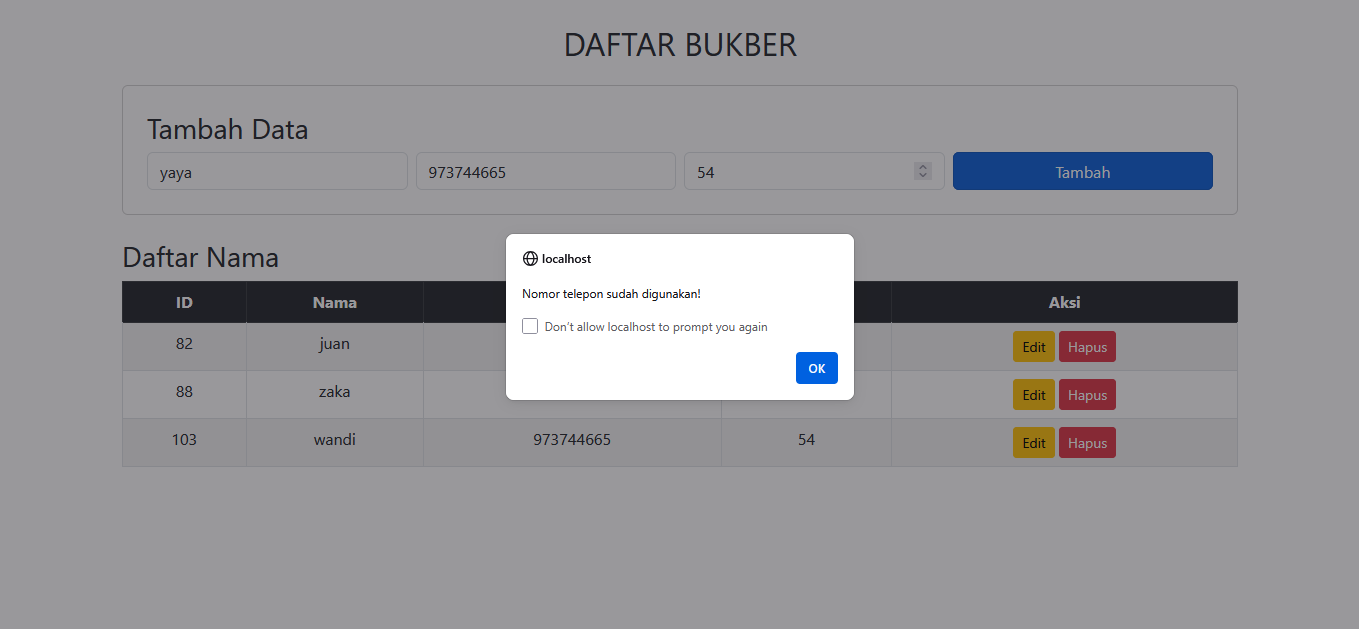 DAFTAR BUKBER
Tambah Data
yaya 973744665 54 Tambah
Daftar Nama
localhost
Nomor telepon sudah digunakan!
Don't allow localhost to prompt you again
OK
ID Nama Aksi
82 juan Edit Hapus
88 zaka Edit Hapus
103 wandi 973744665 54 Edit Hapus